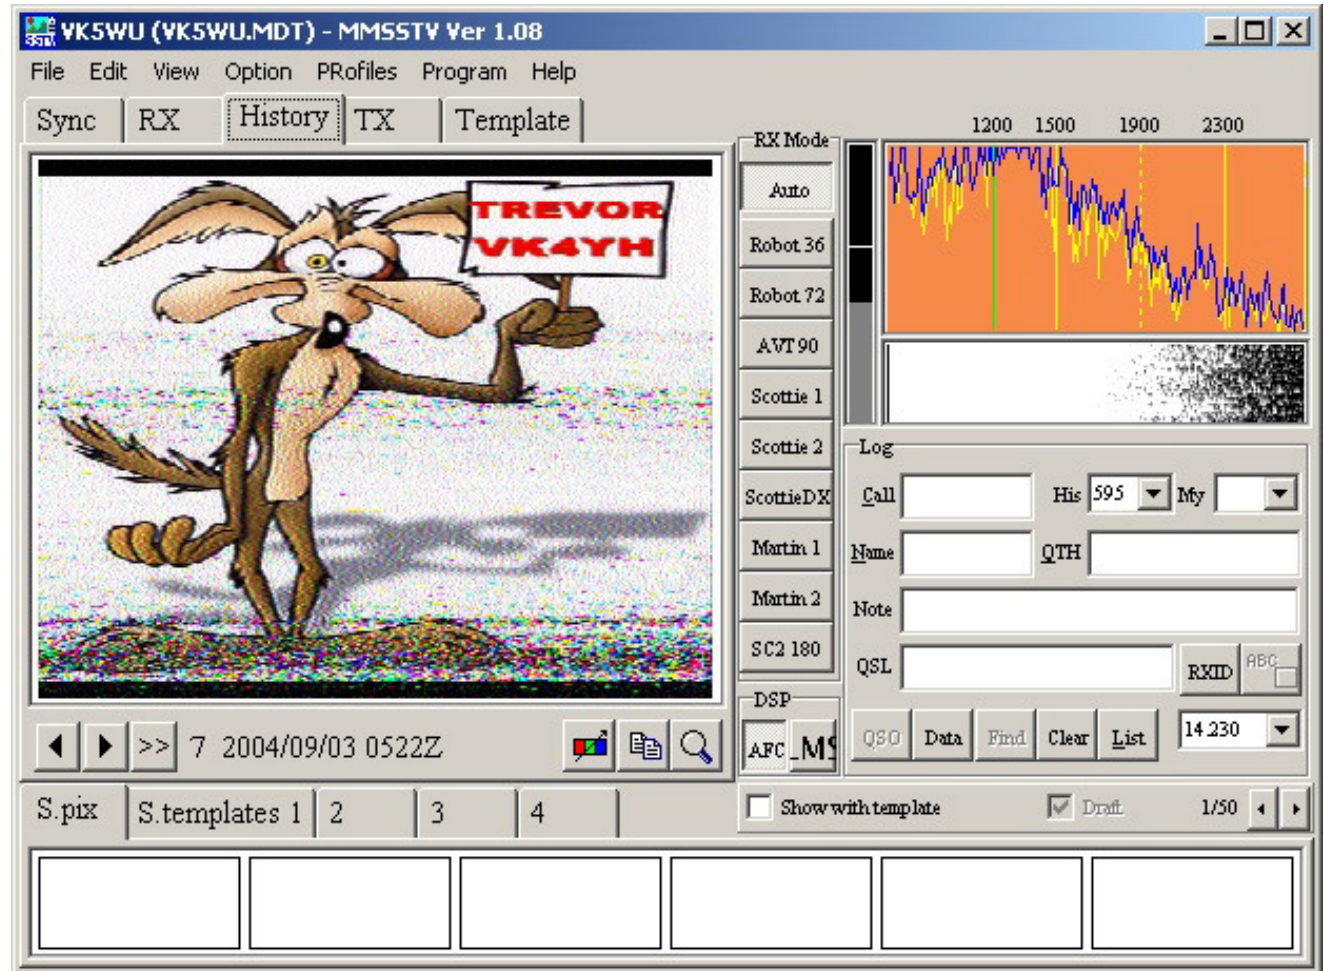 VK5WU (VK5WU.MDT) - MMSSTV Ver 1.08
File Edit View Option PRofiles Program Help
Sync RX History TX Template
TREVOR
VK4YH
7 2004/09/03 0522Z
RX Mode
Auto
Robot 36
Robot 72
AVT 90
Scottie 1
Scottie 2
ScottieDX
Martin 1
Martin 2
SC2 180
DSP
AFC
1200 1500 1900 2300
Log
Call His 595 My
Name QTH
Note
QSL RXID ABC
QSO Data Find Clear List 14.230
Show with template Draft 1/50
S.pix S.templates 1 2 3 4